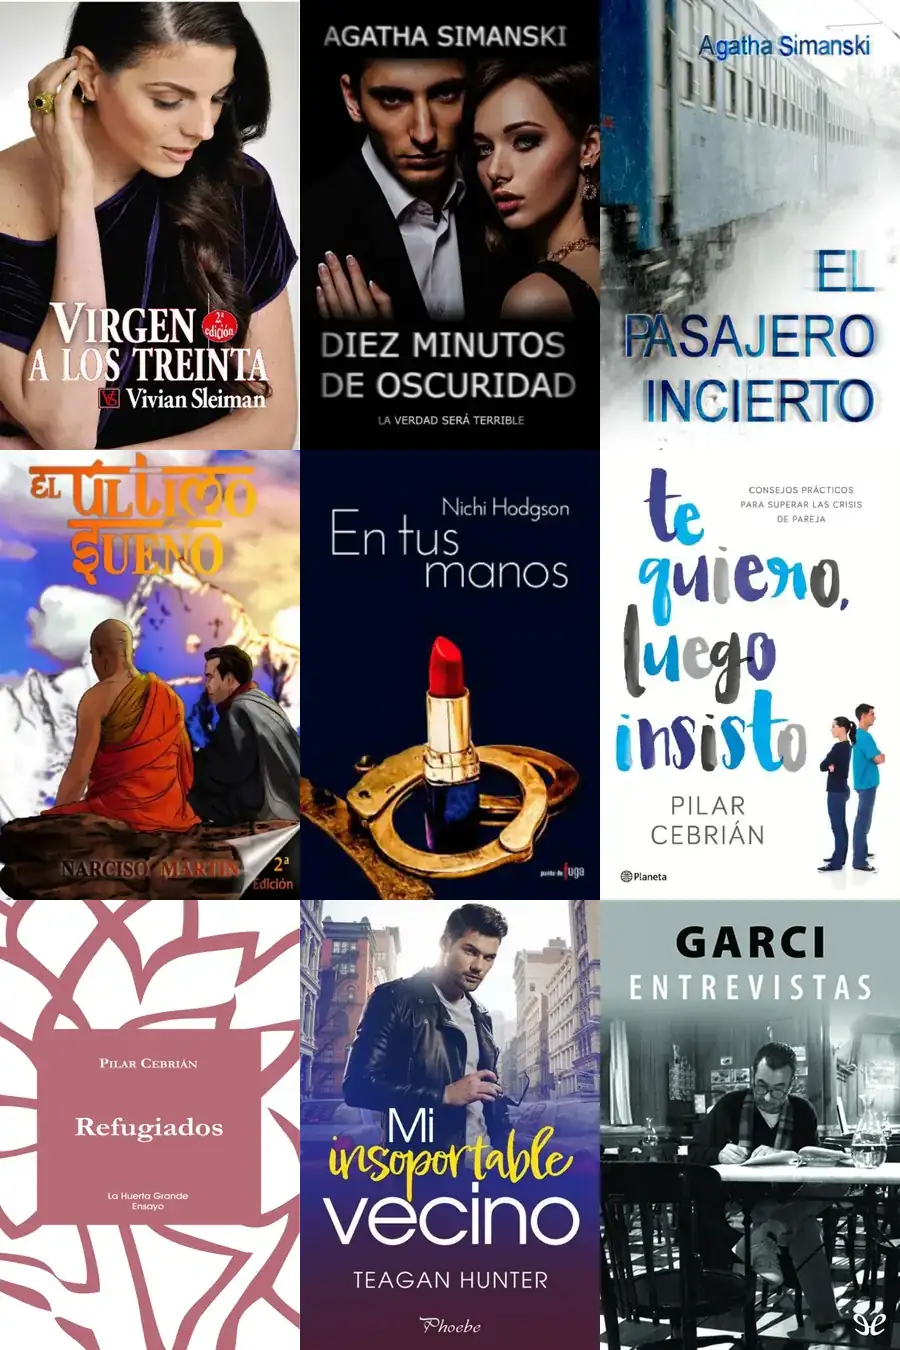 VIRGEN
2ª
edición
A LOS TREINTA
VS
Vivian Sleiman
AGATHA SIMANSKI
DIEZ MINUTOS
DE OSCURIDAD
LA VERDAD SERÁ TERRIBLE
Agatha Simanski
EL
PASAJERO
INCIERTO
EL ÚLTIMO
SUEÑO
NARCISO MARTIN
2ª
Edición
Nichi Hodgson
En tus
manos
punto de fuga
CONSEJOS PRÁCTICOS
PARA SUPERAR LAS CRISIS
DE PAREJA
te
quiero,
luego
insisto
PILAR
CEBRIÁN
Planeta
PILAR CEBRIÁN
Refugiados
La Huerta Grande
Ensayo
Mi
insoportable
vecino
TEAGAN HUNTER
Phoebe
GARCI
ENTREVISTAS